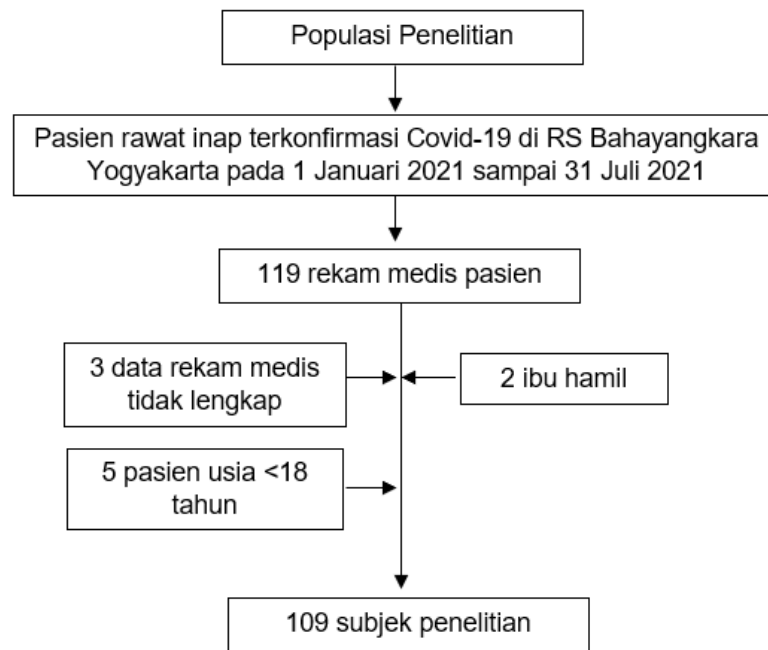 Populasi Penelitian
Pasien rawat inap terkonfirmasi Covid-19 di RS Bahayangkara
Yogyakarta pada 1 Januari 2021 sampai 31 Juli 2021
119 rekam medis pasien
3 data rekam medis
tidak lengkap
2 ibu hamil
5 pasien usia <18
tahun
109 subjek penelitian